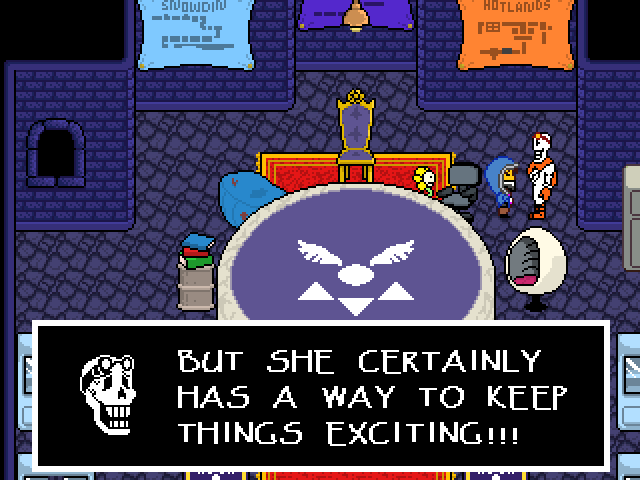 SNOWDIN
HOTLANDS
BUT SHE CERTAINLY
HAS A WAY TO KEEP
THINGS EXCITING!!!